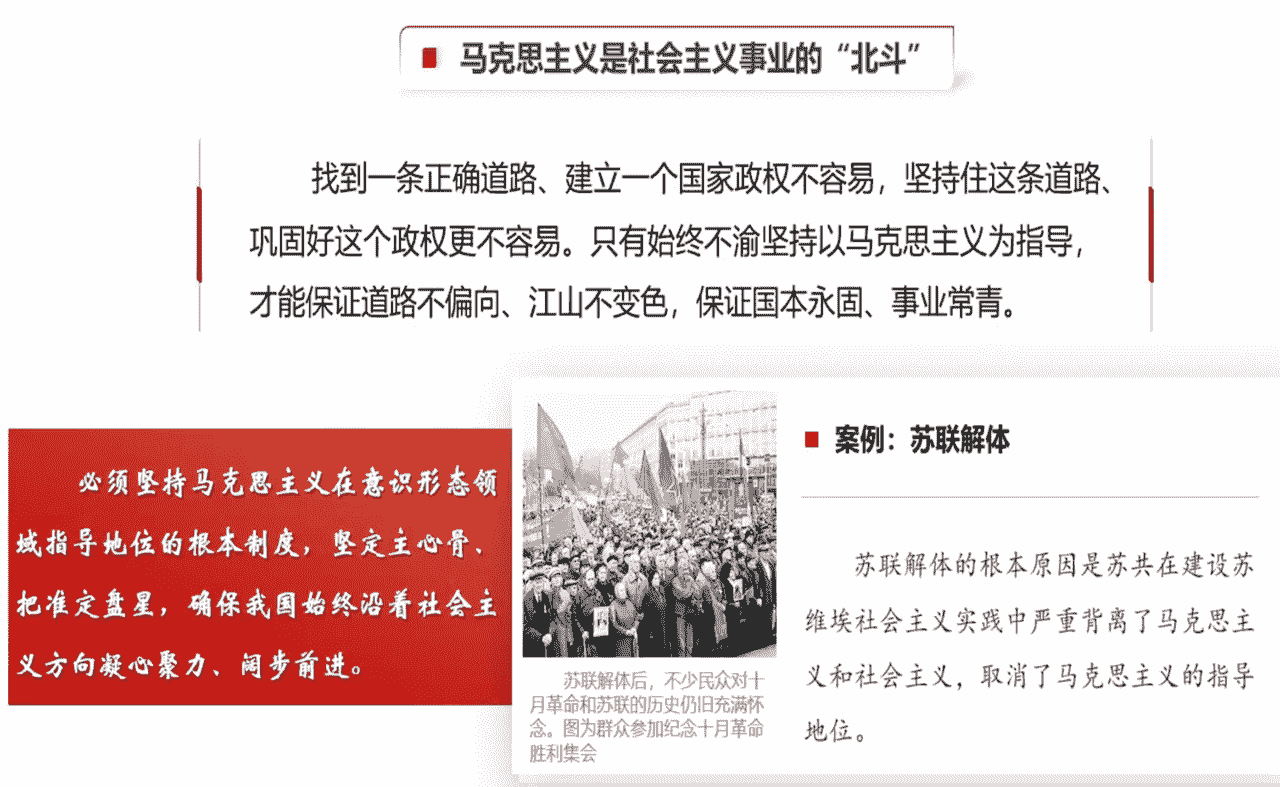 马克思主义是社会主义事业的“北斗”
找到一条正确道路、建立一个国家政权不容易，坚持住这条道路、
巩固好这个政权更不容易。只有始终不渝坚持以马克思主义为指导，
才能保证道路不偏向、江山不变色，保证国本永固、事业常青。
必须坚持马克思主义在意识形态领
域指导地位的根本制度，坚定主心骨、
把准定盘星，确保我国始终沿着社会主
义方向凝心聚力、阔步前进。
苏联解体后，不少民众对十
月革命和苏联的历史仍旧充满怀
念。图为群众参加纪念十月革命
胜利集会
案例：苏联解体
苏联解体的根本原因是苏共在建设苏
维埃社会主义实践中严重背离了马克思主
义和社会主义，取消了马克思主义的指导
地位。